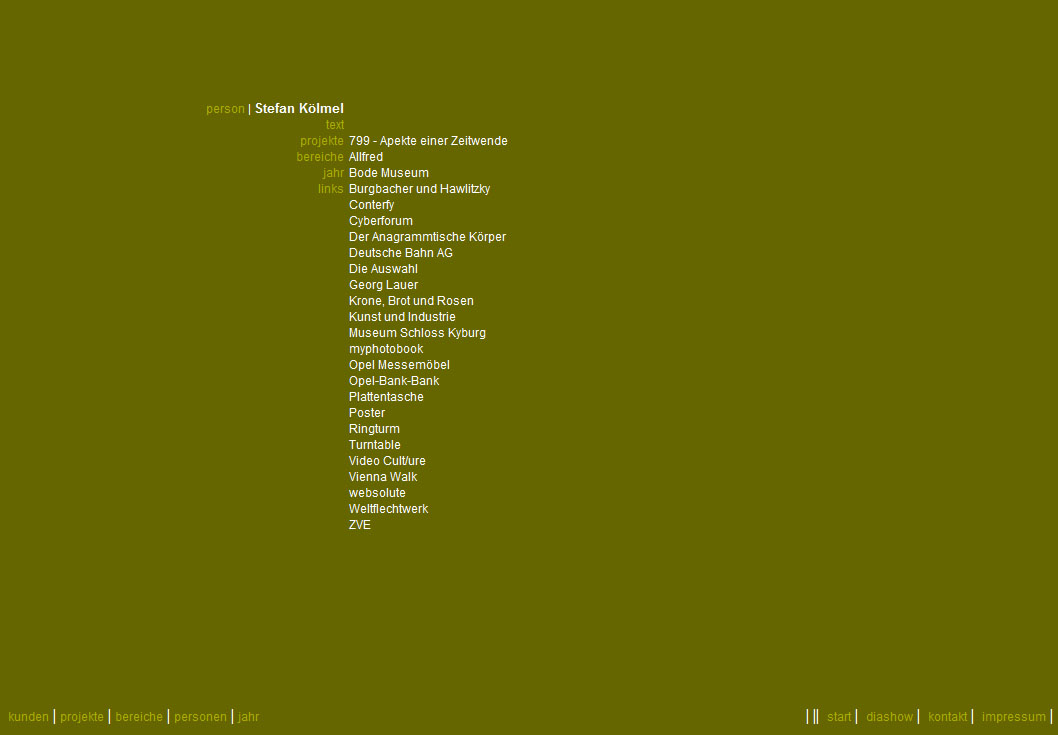 person | Stefan Kölmel
text
projekte 799 - Apekte einer Zeitwende
bereiche Allfred
jahr Bode Museum
links Burgbacher und Hawlitzky
Conterfy
Cyberforum
Der Anagrammtische Körper
Deutsche Bahn AG
Die Auswahl
Georg Lauer
Krone, Brot und Rosen
Kunst und Industrie
Museum Schloss Kyburg
myphotobook
Opel Messemöbel
Opel-Bank-Bank
Plattentasche
Poster
Ringturm
Turntable
Video Cult/ure
Vienna Walk
websolute
Weltflechtwerk
ZVE
kunden | projekte | bereiche | personen | jahr | || start | diashow | kontakt | impressum |